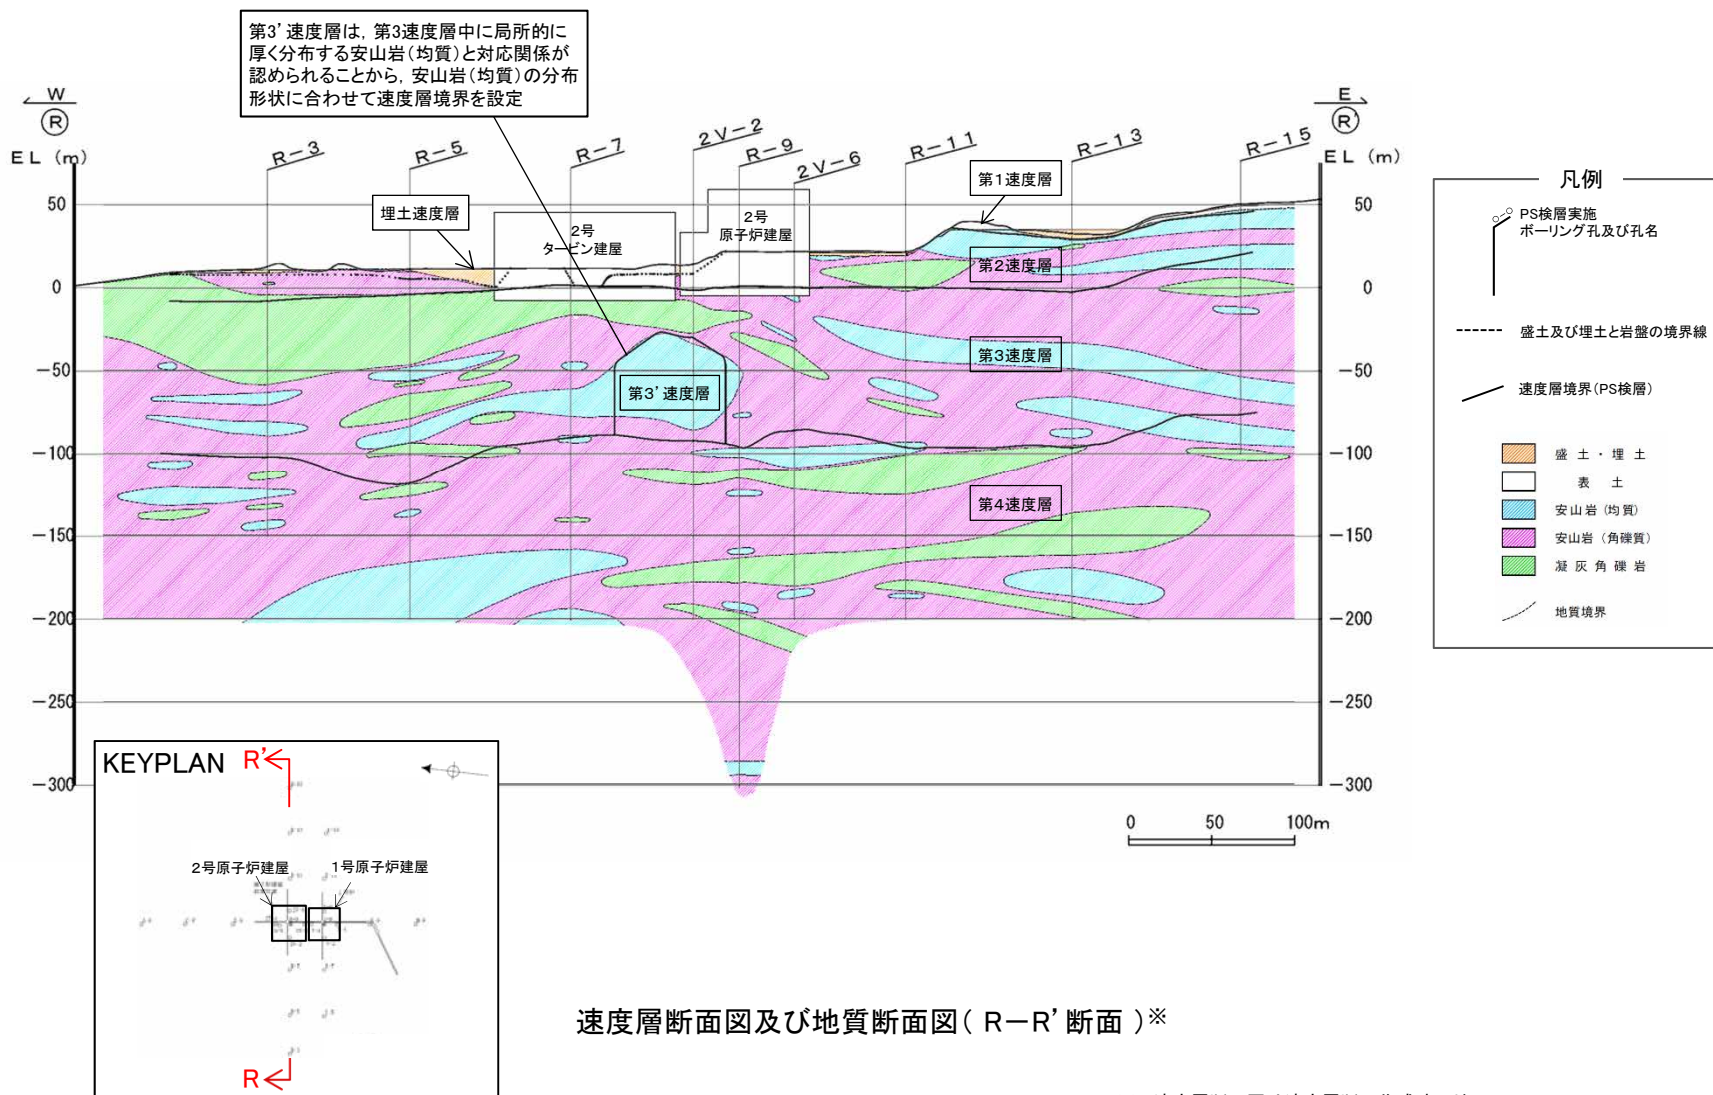 第3’速度層は，第3速度層中に局所的に
厚く分布する安山岩（均質）と対応関係が
認められることから，安山岩（均質）の分布
形状に合わせて速度層境界を設定
W
R
EL（m）
E
R’
EL（m）
R－3
R－5
R－7
2V－2
R－9
2V－6
R－11
R－13
R－15
50
0
－50
－100
－150
－200
－250
－300
50
0
－50
－100
－150
－200
－250
－300
埋土速度層
2号
タービン建屋
2号
原子炉建屋
第1速度層
第2速度層
第3速度層
第3’速度層
第4速度層
凡例
PS検層実施
ボーリング孔及び孔名
盛土及び埋土と岩盤の境界線
速度層境界（PS検層）
盛土・埋土
表土
安山岩（均質）
安山岩（角礫質）
凝灰角礫岩
地質境界
0 50 100m
KEYPLAN
R’
2号原子炉建屋
1号原子炉建屋
R
速度層断面図及び地質断面図（ R－R’断面 ）※